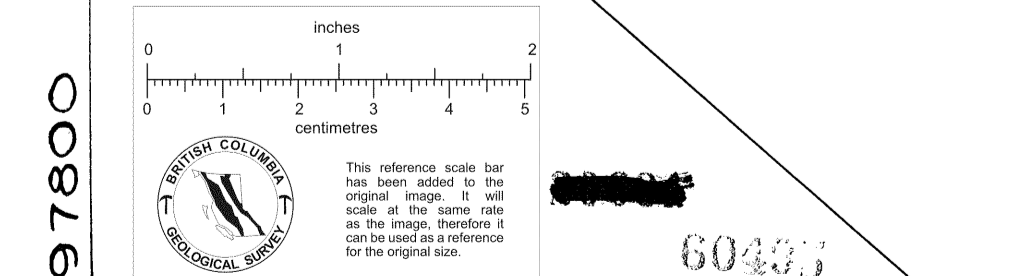 inches
0 1 2
0 1 2 3 4 5
centimetres
BRITISH COLUMBIA
GEOLOGICAL SURVEY
This reference scale bar
has been added to the
original image. It will
scale at the same rate
as the image, therefore it
can be used as a reference
for the original size.
97800